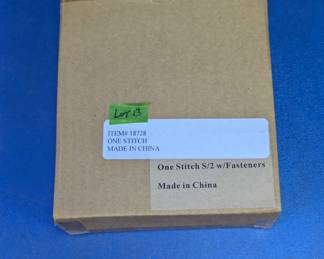 Lot 13
ITEM# 18728
ONE STITCH
MADE IN CHINA
One Stitch S/2 w/Fasteners
Made in China